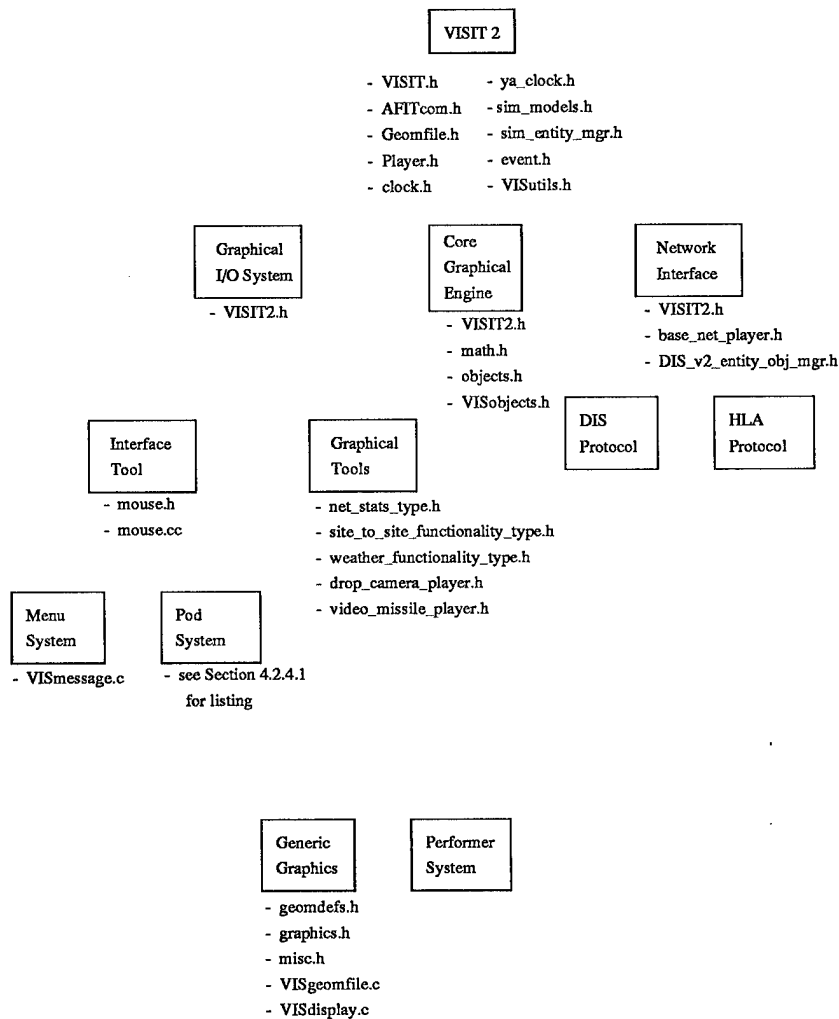 VISIT 2
- VISIT.h
- AFITcom.h
- Geomfile.h
- Player.h
- clock.h
- ya_clock.h
- sim_models.h
- sim_entity_mgr.h
- event.h
- VISutils.h
Graphical
I/O System
- VISIT2.h
Core
Graphical
Engine
- VISIT2.h
- math.h
- objects.h
- VISobjects.h
Network
Interface
- VISIT2.h
- base_net_player.h
- DIS_v2_entity_obj_mgr.h
Interface
Tool
- mouse.h
- mouse.cc
Graphical
Tools
- net_stats_type.h
- site_to_site_functionality_type.h
- weather_functionality_type.h
- drop_camera_player.h
- video_missile_player.h
DIS
Protocol
HLA
Protocol
Menu
System
- VISmessage.c
Pod
System
- see Section 4.2.4.1
for listing
Generic
Graphics
- geomdefs.h
- graphics.h
- misc.h
- VISgeomfile.c
- VISdisplay.c
Performer
System